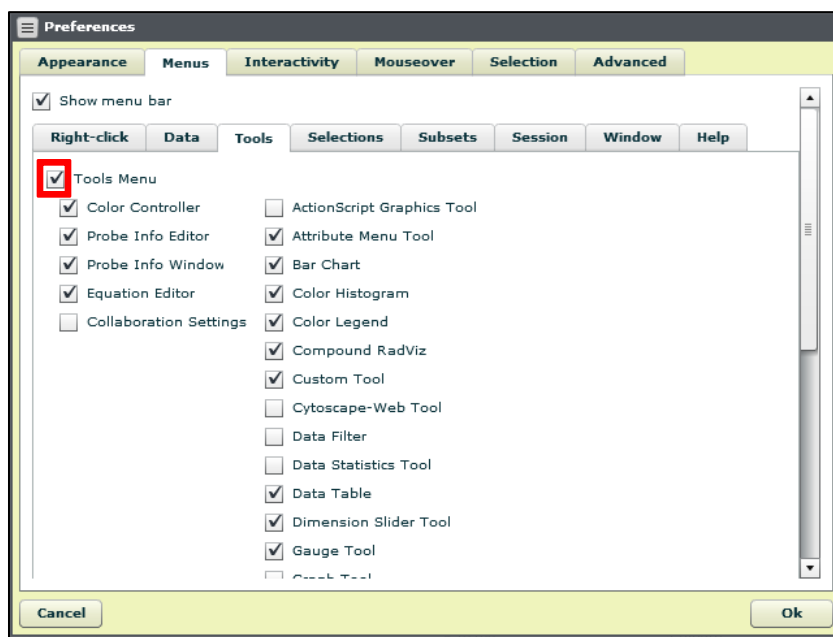 Preferences
Appearance Menus Interactivity Mouseover Selection Advanced
Show menu bar
Right-click Data Tools Selections Subsets Session Window Help
Tools Menu
Color Controller ActionScript Graphics Tool
Probe Info Editor Attribute Menu Tool
Probe Info Window Bar Chart
Equation Editor Color Histogram
Collaboration Settings Color Legend
Compound RadViz
Custom Tool
Cytoscape-Web Tool
Data Filter
Data Statistics Tool
Data Table
Dimension Slider Tool
Gauge Tool
Graph Tool
Cancel Ok